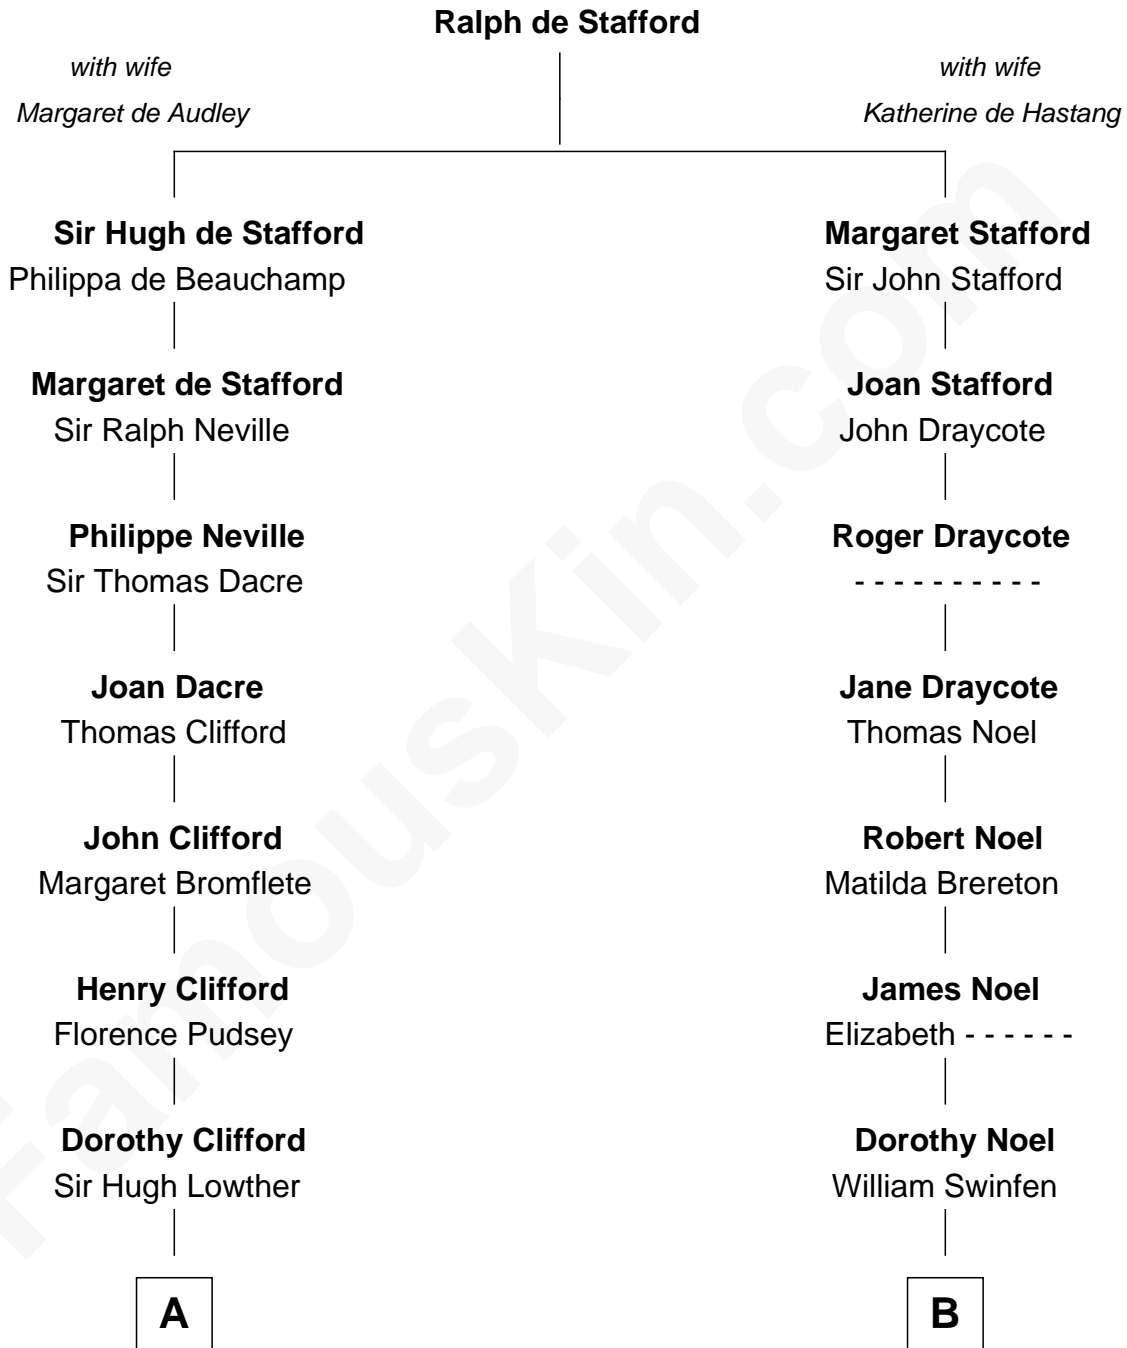 Ralph de Stafford
with wife
Margaret de Audley
with wife
Katherine de Hastang
Sir Hugh de Stafford
Philippa de Beauchamp
Margaret Stafford
Sir John Stafford
Margaret de Stafford
Sir Ralph Neville
Joan Stafford
John Draycote
Philippe Neville
Sir Thomas Dacre
Roger Draycote
- - - - - - - - - -
Joan Dacre
Thomas Clifford
Jane Draycote
Thomas Noel
John Clifford
Margaret Bromflete
Robert Noel
Matilda Brereton
Henry Clifford
Florence Pudsey
James Noel
Elizabeth - - - - - -
Dorothy Clifford
Sir Hugh Lowther
Dorothy Noel
William Swinfen
A
B
FamousKin.com